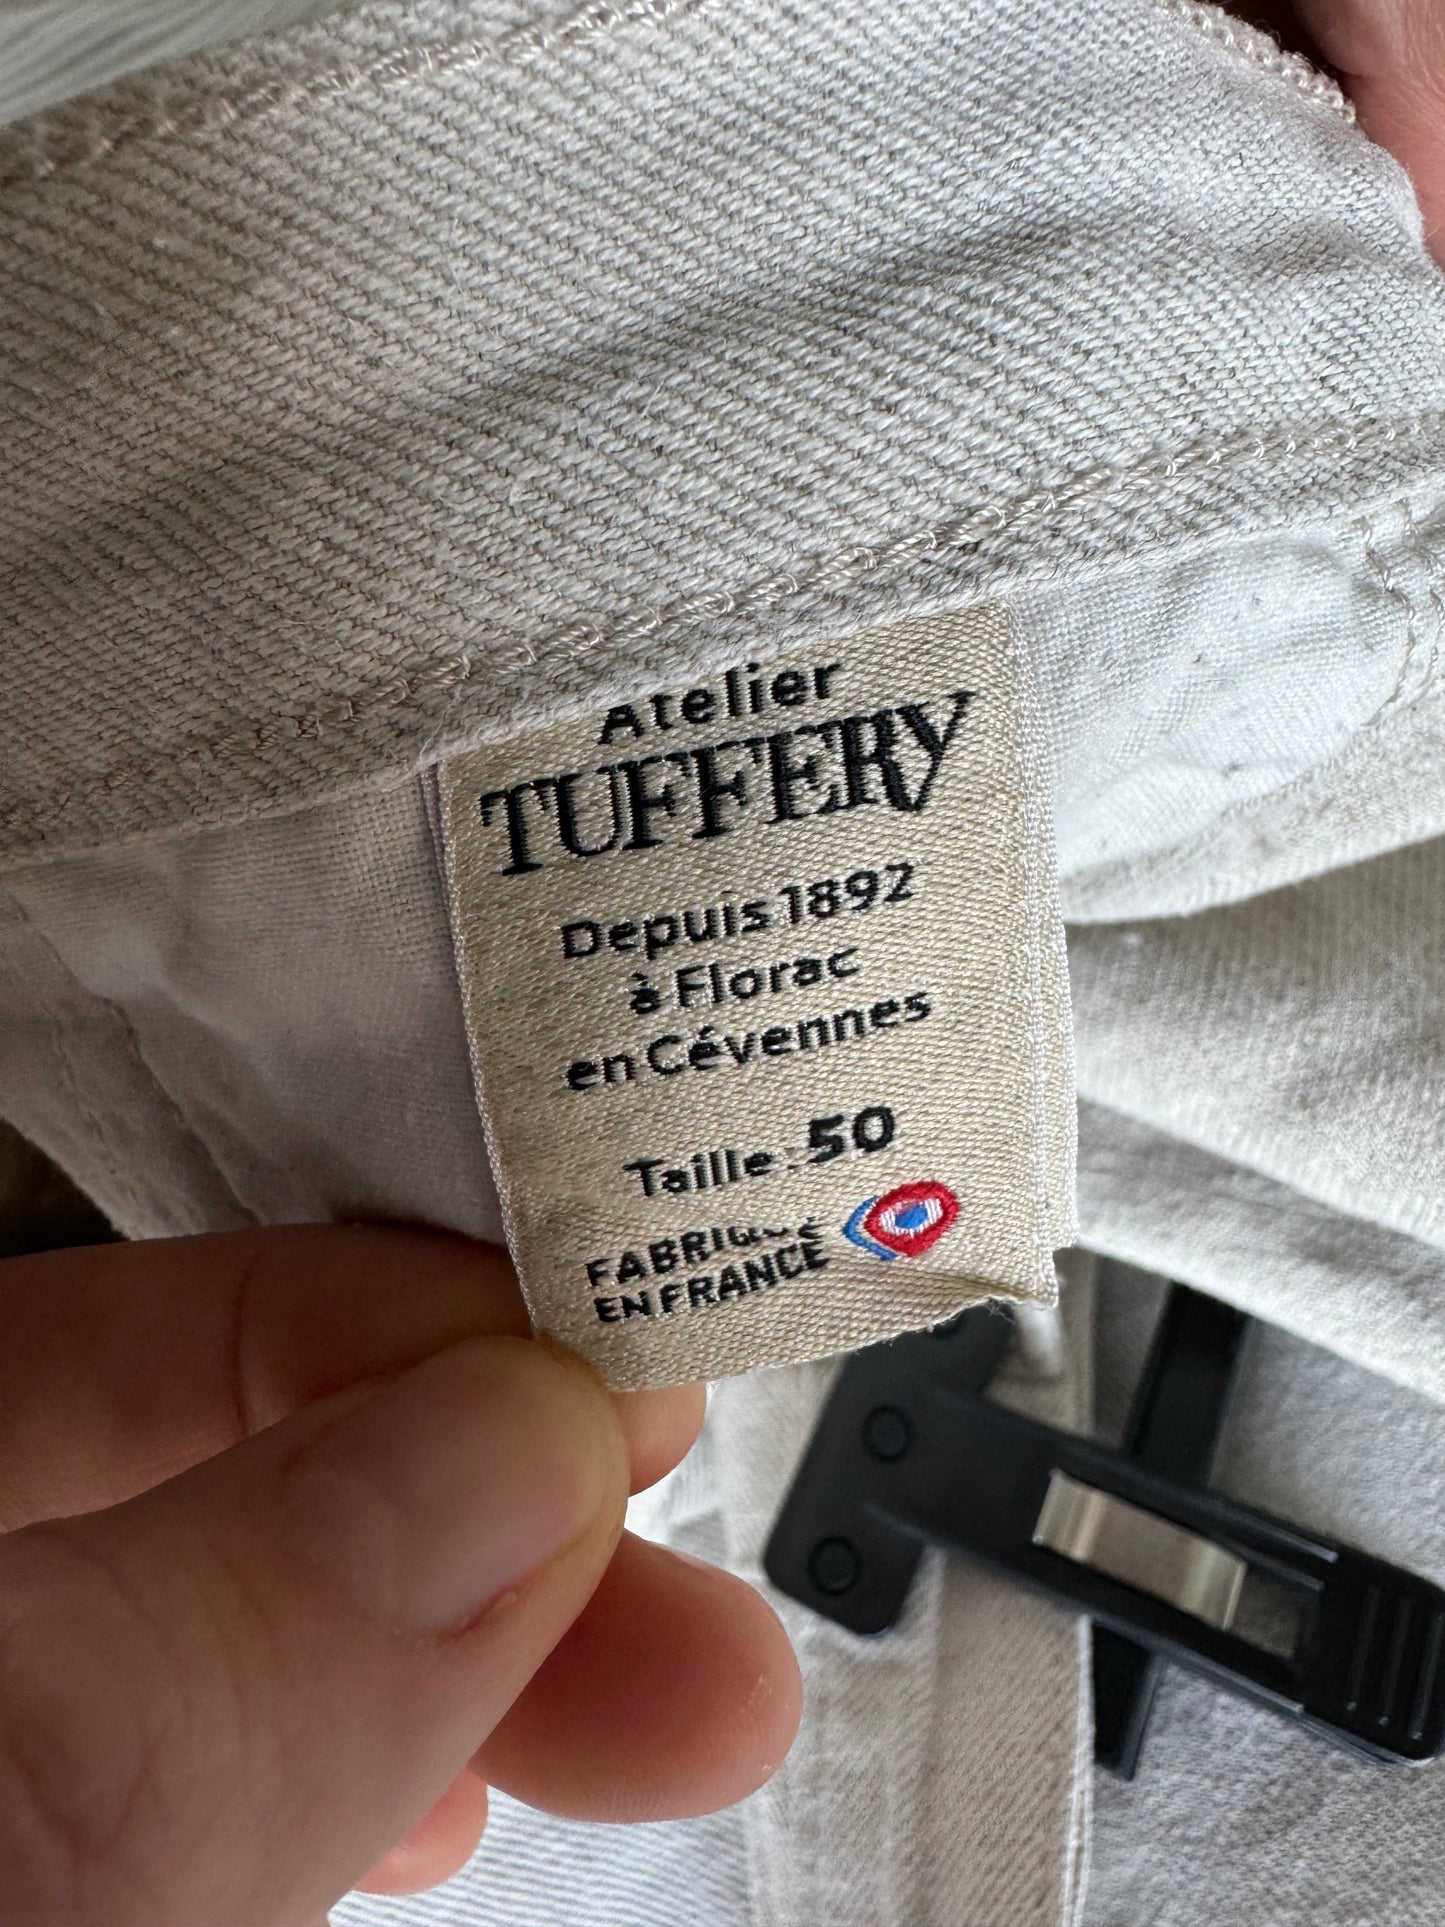 Atelier
TUFFERY
Depuis 1892
à Florac
en Cévennes
Taille. 50
FABRIQUÉ
EN FRANCE